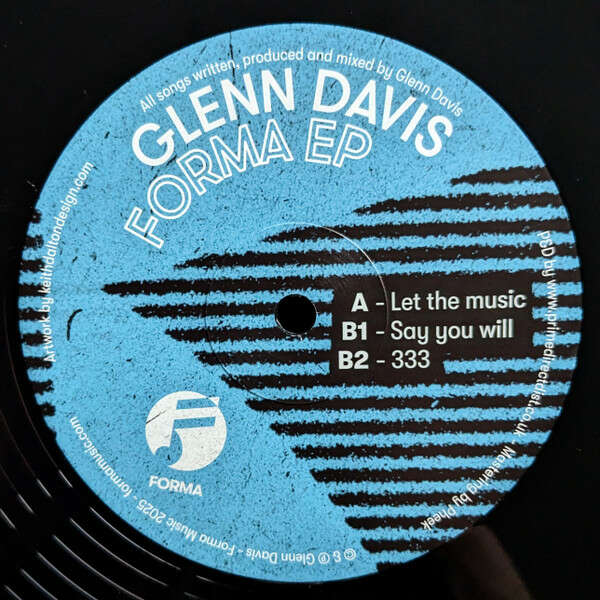 All songs written, produced and mixed by Glenn Davis
GLENN DAVIS
FORMA EP
Artwork by keithdaltondesign.com
A - Let the music
B1 - Say you will
B2 - 333
P&D by www.primedirectdist.co.uk - Mastering by Pheek
FORMA
© & ℗ Glenn Davis - Forma Music 2025 - formamusic.com